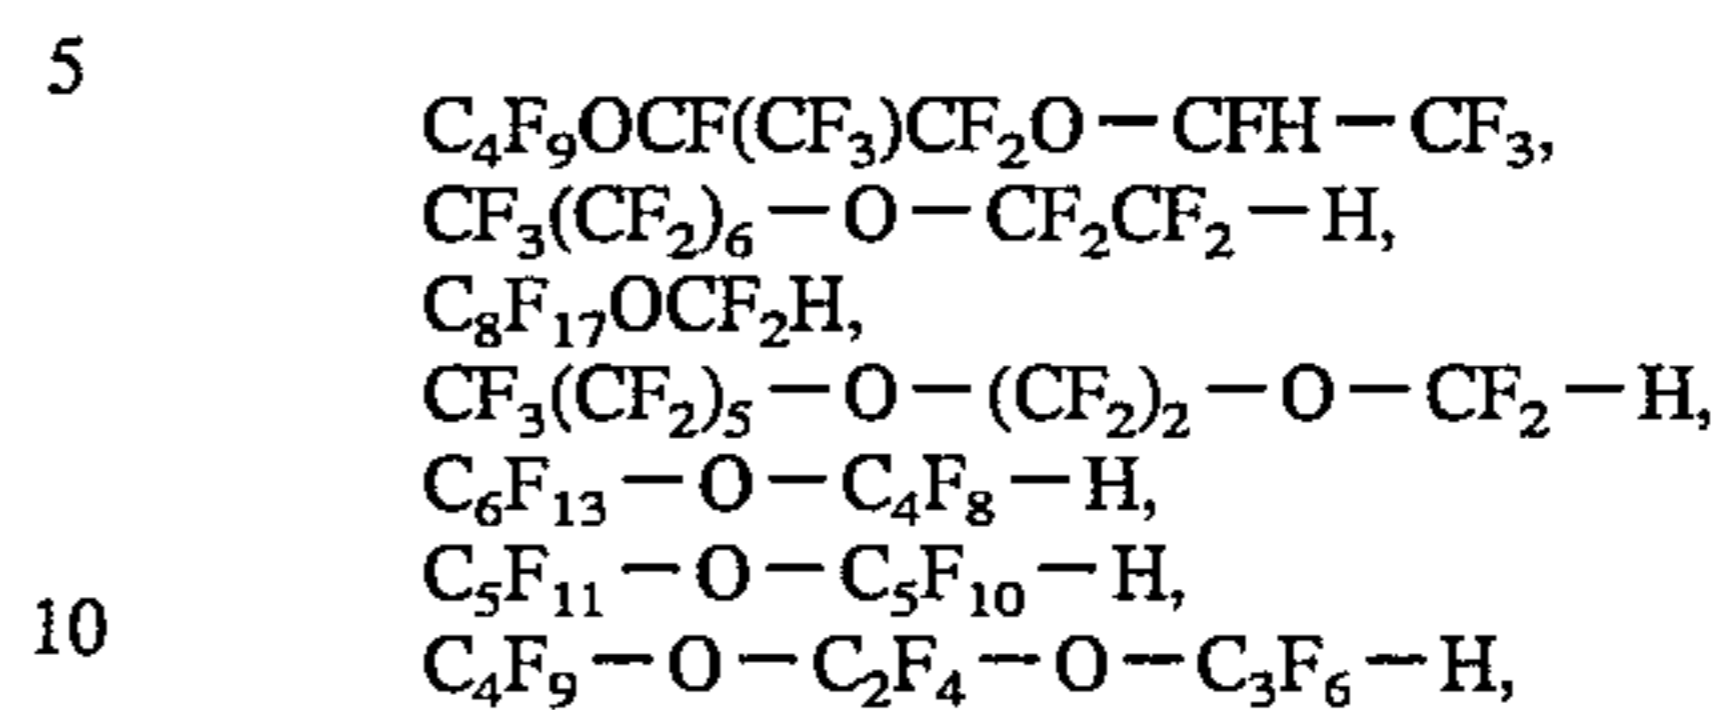 5
C₄F₉OCF(CF₃)CF₂O—CFH—CF₃,
CF₃(CF₂)₆—O—CF₂CF₂—H,
C₈F₁₇OCF₂H,
CF₃(CF₂)₅—O—(CF₂)₂—O—CF₂—H,
C₆F₁₃—O—C₄F₈—H,
C₅F₁₁—O—C₅F₁₀—H,
10
C₄F₉—O—C₂F₄—O—C₃F₆—H,